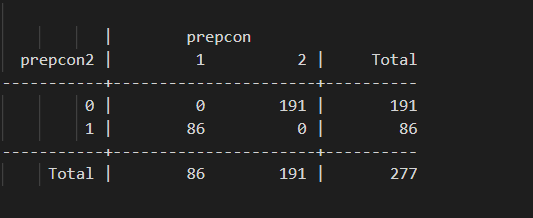 | prepcon
prepcon2 | 1 2 | Total
-----------+----------------------+----------
0 | 0 191 | 191
1 | 86 0 | 86
-----------+----------------------+----------
Total | 86 191 | 277